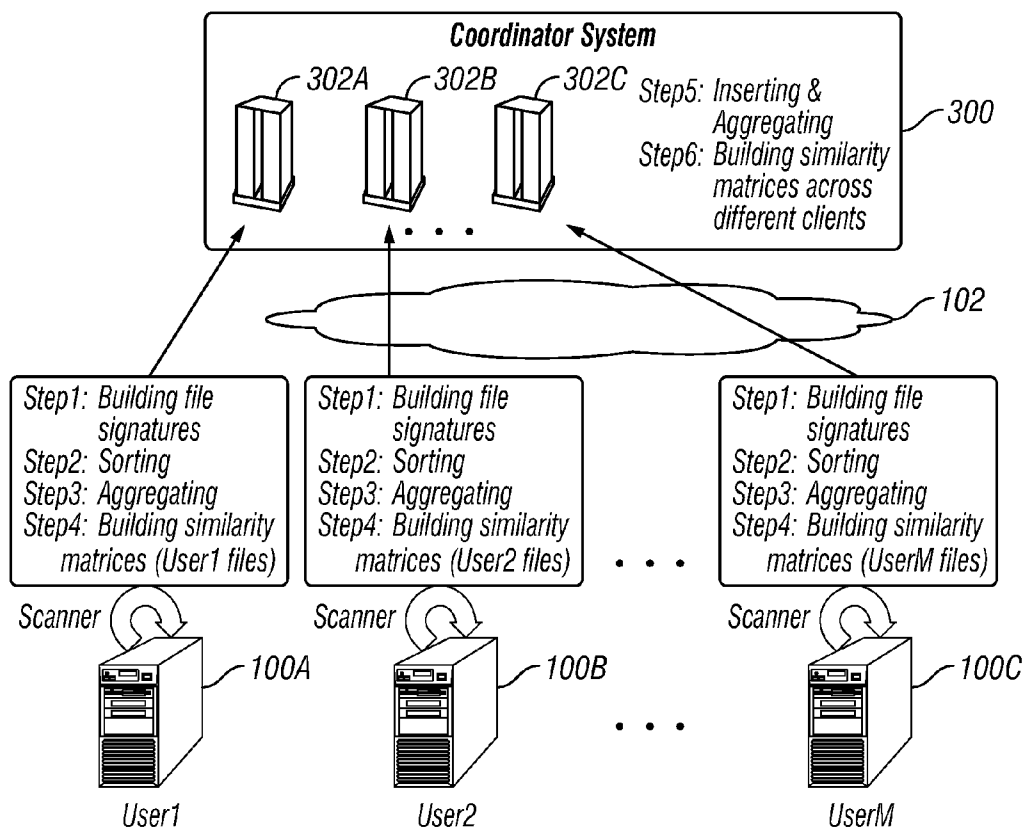 Coordinator System
302A
302B
302C
Step5: Inserting &
Aggregating
Step6: Building similarity
matrices across
different clients
300
. . .
102
Step1: Building file
signatures
Step2: Sorting
Step3: Aggregating
Step4: Building similarity
matrices (User1 files)
Step1: Building file
signatures
Step2: Sorting
Step3: Aggregating
Step4: Building similarity
matrices (User2 files)
. . .
Step1: Building file
signatures
Step2: Sorting
Step3: Aggregating
Step4: Building similarity
matrices (UserM files)
Scanner
Scanner
Scanner
100A
100B
100C
. . .
User1
User2
UserM